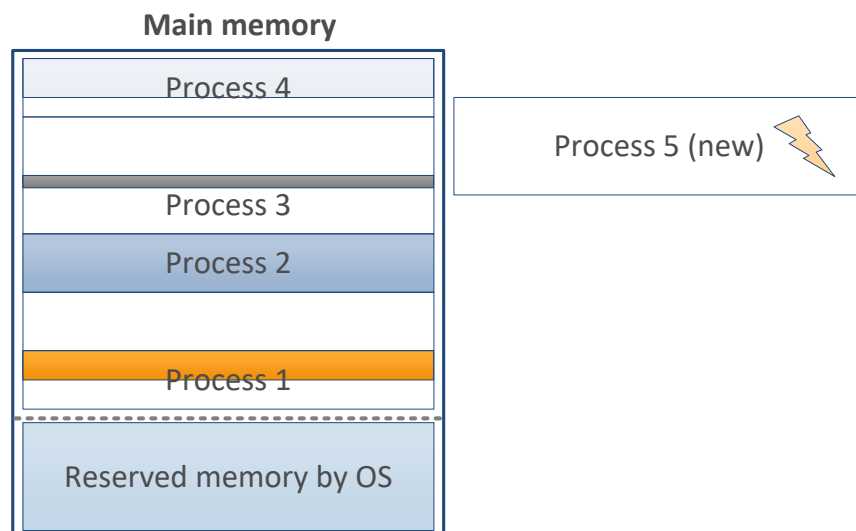 Main memory
Process 4
Process 5 (new)
Process 3
Process 2
Process 1
Reserved memory by OS